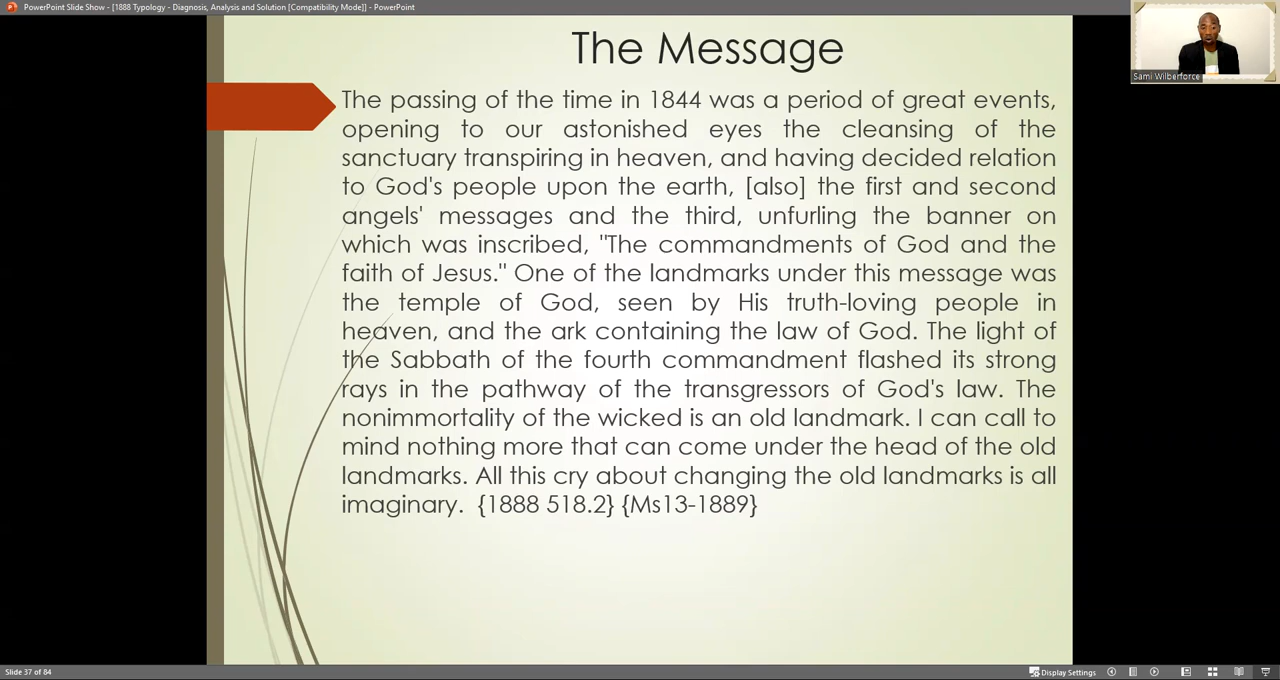 PowerPoint Slide Show - [1888 Typology - Diagnosis, Analysis and Solution [Compatibility Mode]] - PowerPoint
Sami Wilberforce
The Message
The passing of the time in 1844 was a period of great events,
opening to our astonished eyes the cleansing of the
sanctuary transpiring in heaven, and having decided relation
to God's people upon the earth, [also] the first and second
angels' messages and the third, unfurling the banner on
which was inscribed, "The commandments of God and the
faith of Jesus." One of the landmarks under this message was
the temple of God, seen by His truth-loving people in
heaven, and the ark containing the law of God. The light of
the Sabbath of the fourth commandment flashed its strong
rays in the pathway of the transgressors of God's law. The
nonimmortality of the wicked is an old landmark. I can call to
mind nothing more that can come under the head of the old
landmarks. All this cry about changing the old landmarks is all
imaginary. {1888 518.2} {Ms13-1889}
Slide 37 of 84
Display Settings